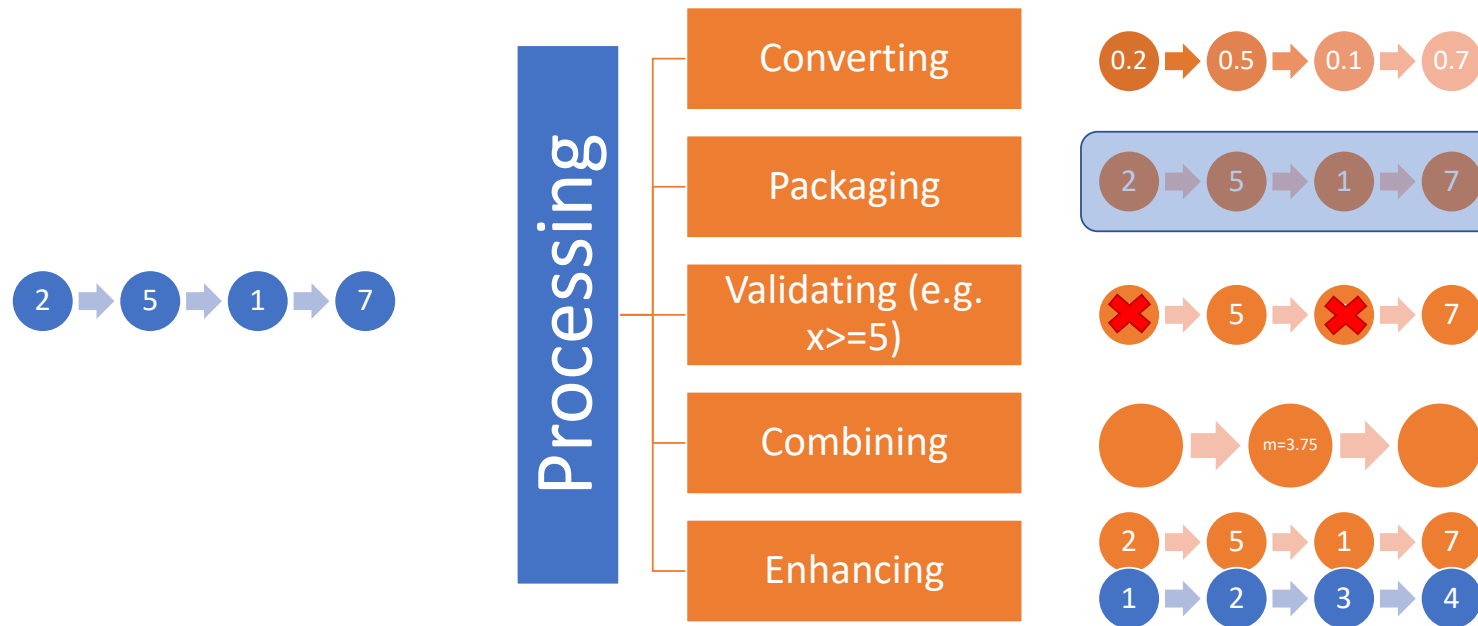 2 5 1 7
Processing
Converting
0.2 0.5 0.1 0.7
Packaging
2 5 1 7
Validating (e.g.
x>=5)
5 7
Combining
m=3.75
Enhancing
2 5 1 7
1 2 3 4